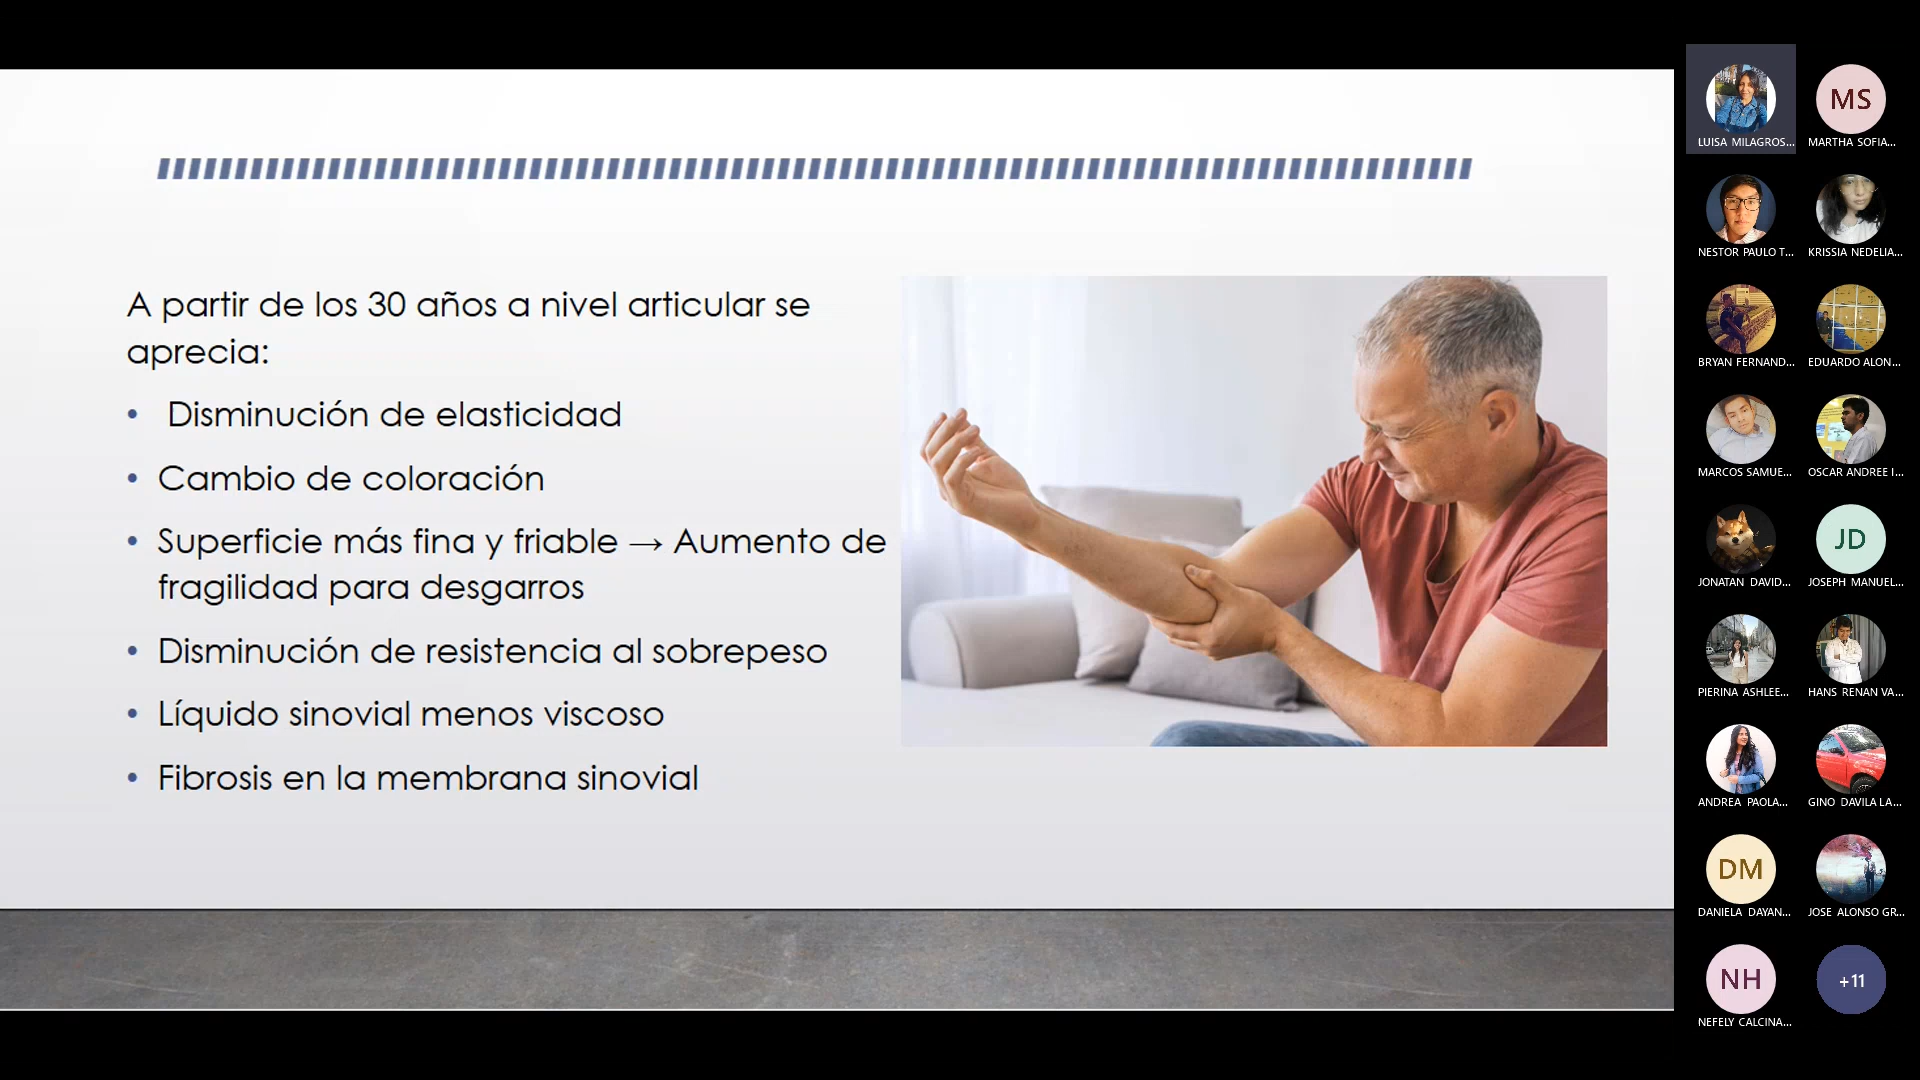 A partir de los 30 años a nivel articular se
aprecia:
• Disminución de elasticidad
• Cambio de coloración
• Superficie más fina y friable → Aumento de
fragilidad para desgarros
• Disminución de resistencia al sobrepeso
• Líquido sinovial menos viscoso
• Fibrosis en la membrana sinovial
LUISA MILAGROS...
MS
MARTHA SOFIA...
NESTOR PAULO T...
KRISSIA NEDELIA...
BRYAN FERNAND...
EDUARDO ALON...
MARCOS SAMUE...
OSCAR ANDREE I...
JONATAN DAVID...
JD
JOSEPH MANUEL...
PIERINA ASHLEE...
HANS RENAN VA...
ANDREA PAOLA...
GINO DAVILA LA...
DM
DANIELA DAYAN...
JOSE ALONSO GR...
NH
NEFELY CALCINA...
+11